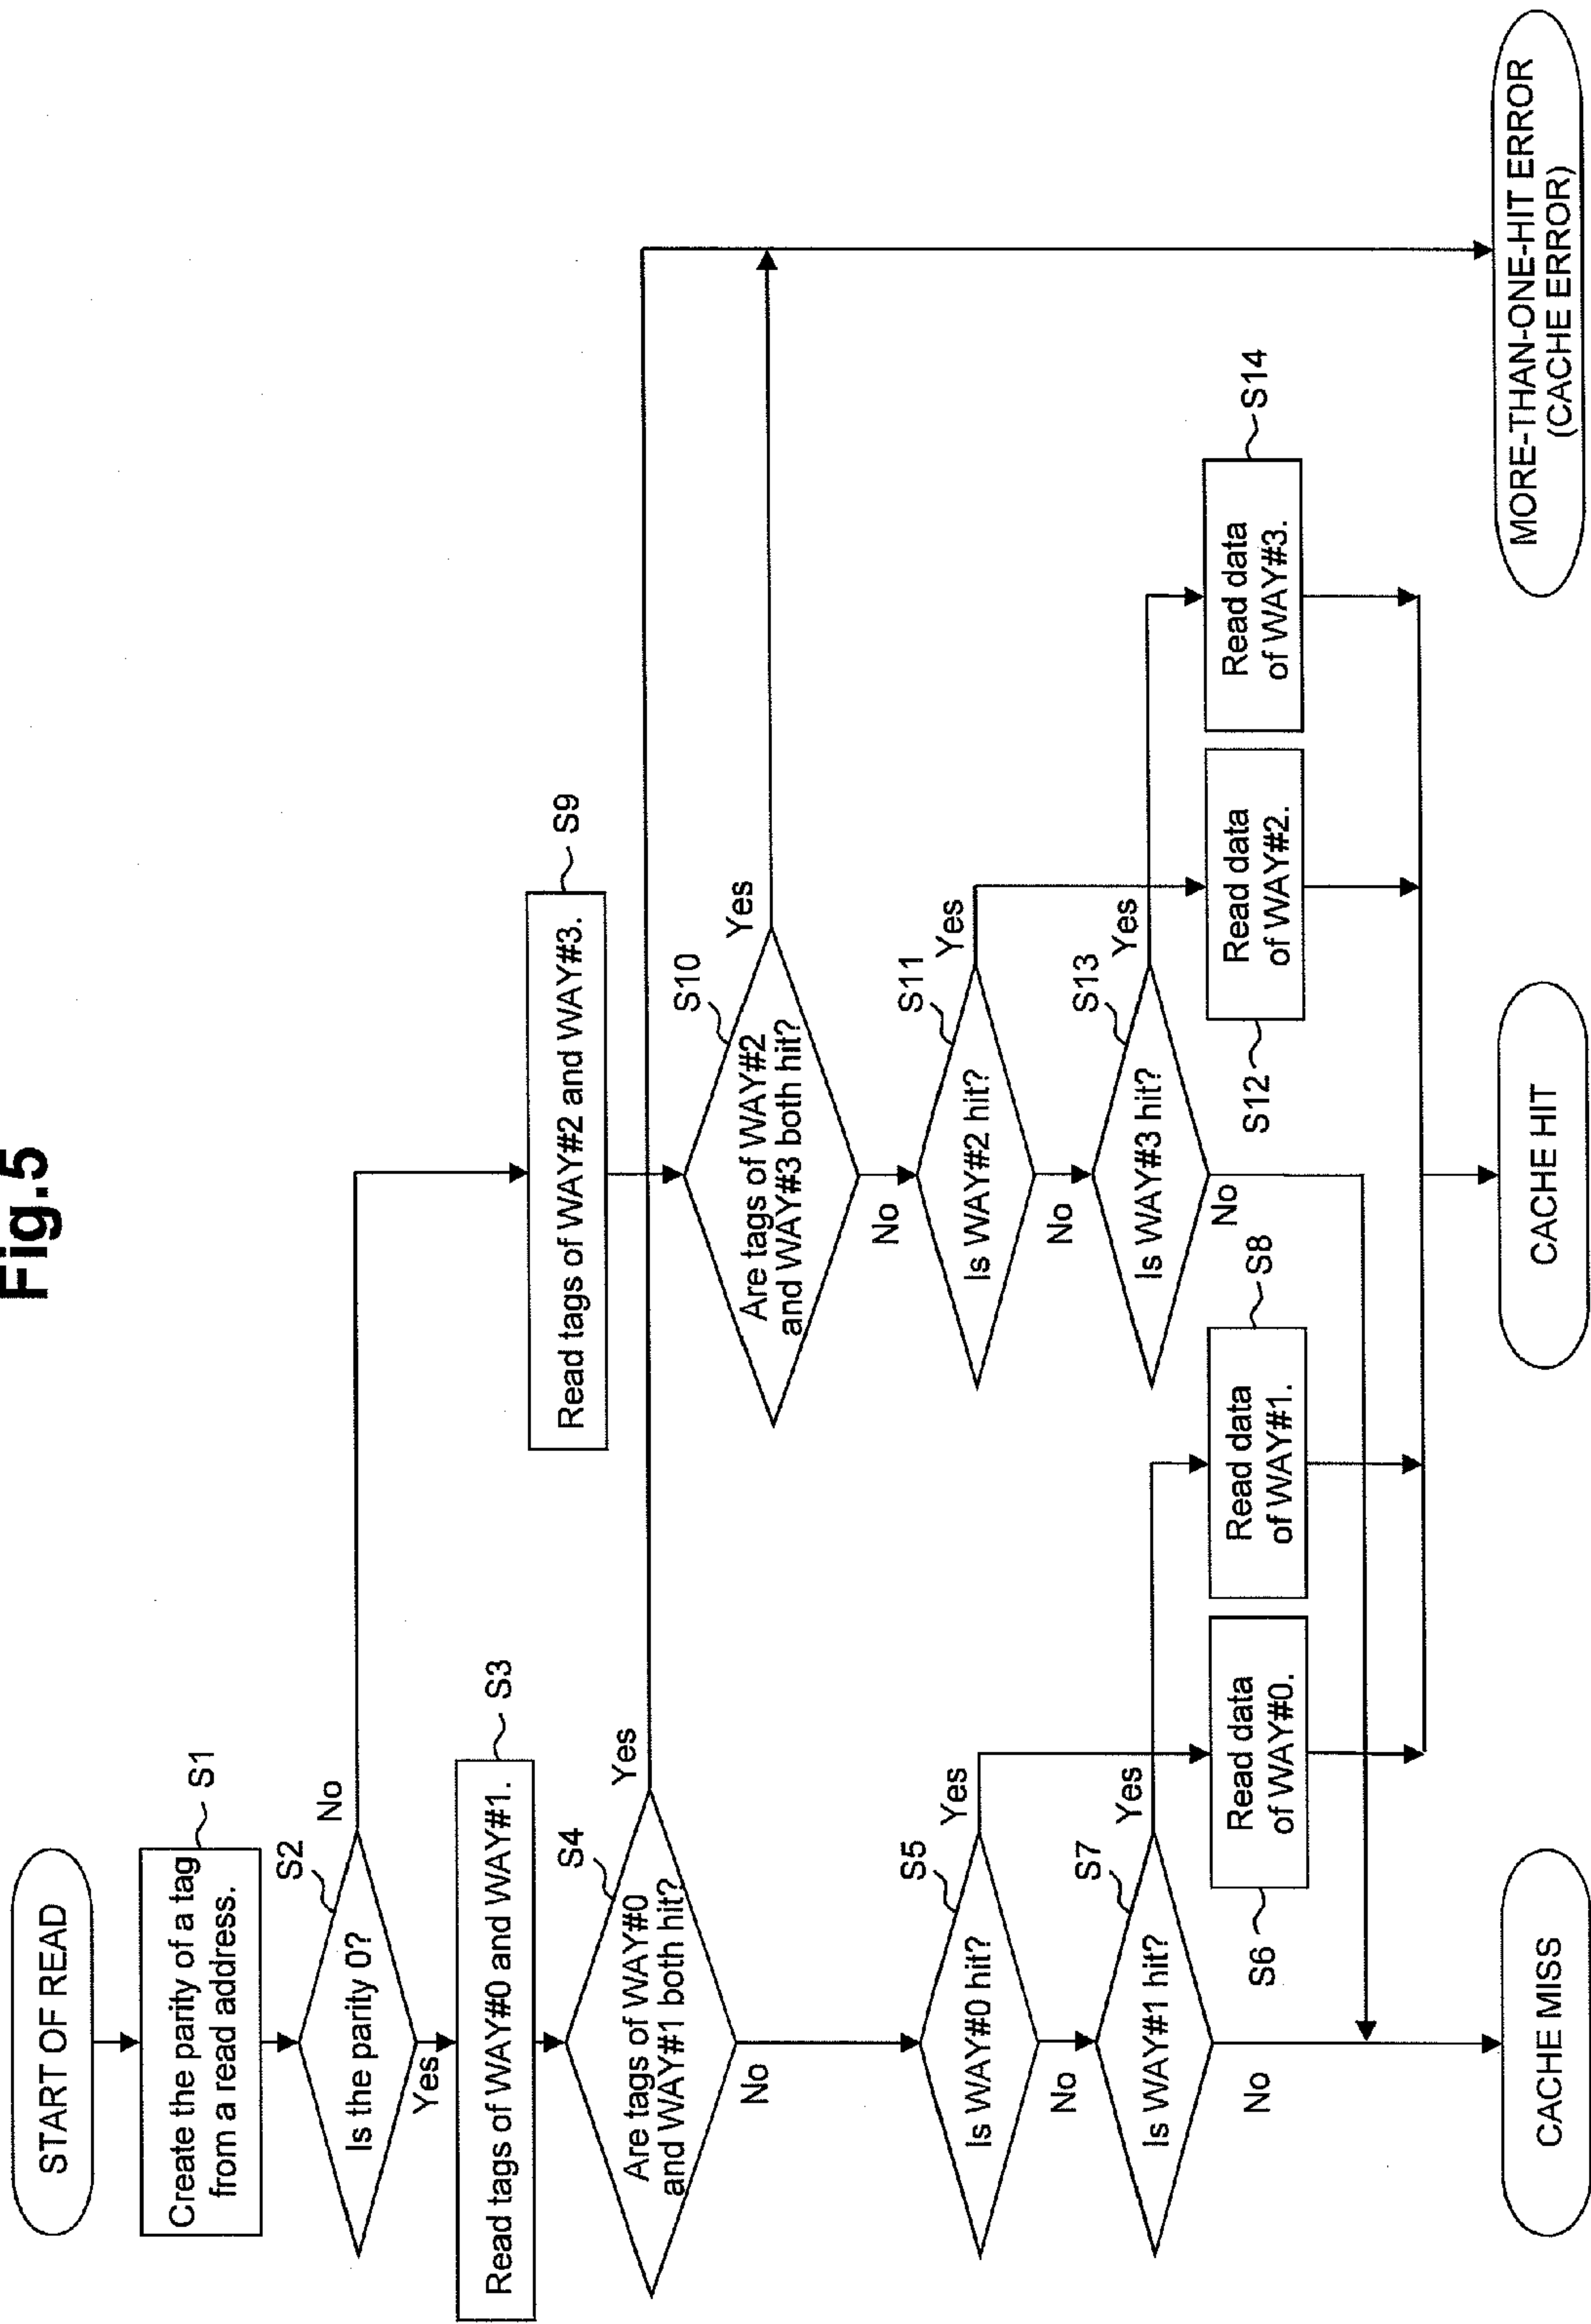 Fig.5
START OF READ
Create the parity of a tag
from a read address.
S1
S2
Is the parity 0?
No
Yes
Read tags of WAY#0 and WAY#1.
S3
S4
Are tags of WAY#0
and WAY#1 both hit?
Yes
No
S5
Is WAY#0 hit?
Yes
No
S7
Is WAY#1 hit?
Yes
No
Read data
of WAY#0.
S6
Read data
of WAY#1.
S8
Read tags of WAY#2 and WAY#3.
S9
S10
Are tags of WAY#2
and WAY#3 both hit?
Yes
No
S11
Is WAY#2 hit?
Yes
No
S13
Is WAY#3 hit?
Yes
No
Read data
of WAY#2.
S12
Read data
of WAY#3.
S14
CACHE MISS
CACHE HIT
MORE-THAN-ONE-HIT ERROR
(CACHE ERROR)